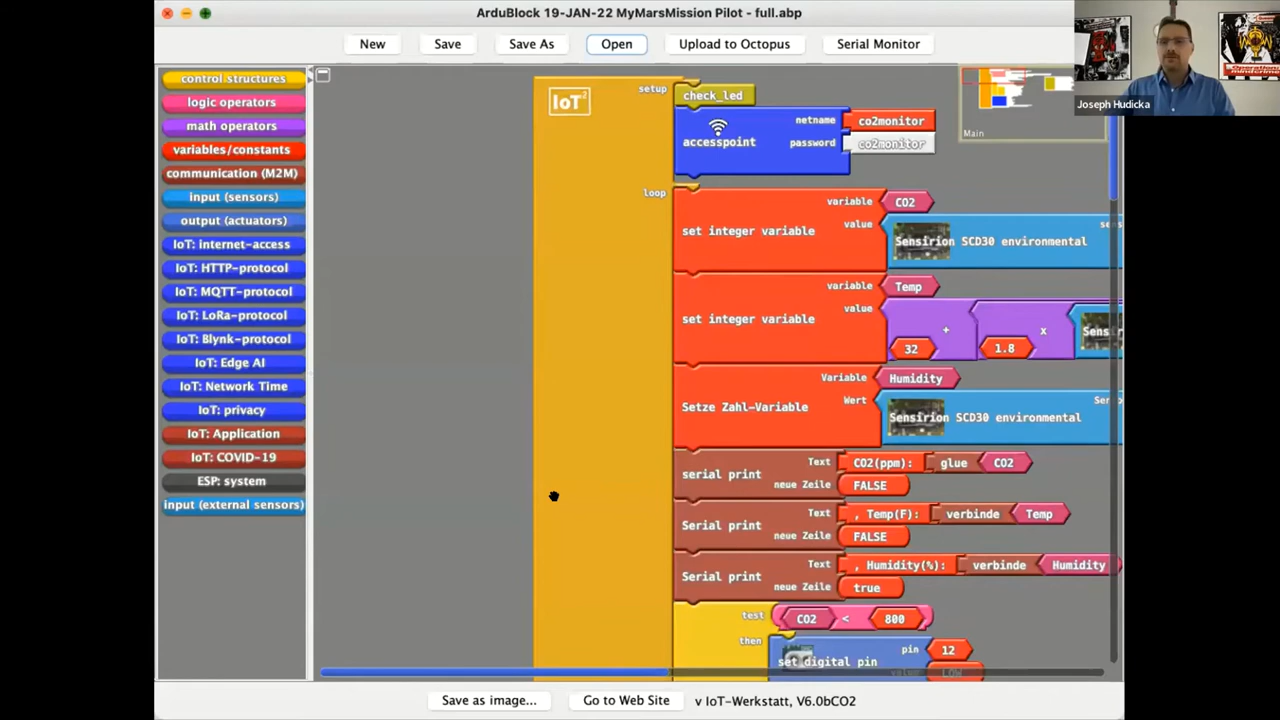 ArduBlock 19-JAN-22 MyMarsMission Pilot - full.abp
New Save Save As Open Upload to Octopus Serial Monitor
Joseph Hudicka
control structures
logic operators
math operators
variables/constants
communication (M2M)
input (sensors)
output (actuators)
IoT: internet-access
IoT: HTTP-protocol
IoT: MQTT-protocol
IoT: LoRa-protocol
IoT: Blynk-protocol
IoT: Edge AI
IoT: Network Time
IoT: privacy
IoT: Application
IoT: COVID-19
ESP: system
input (external sensors)
IoT²
setup
check_led
accesspoint
netname co2monitor
password co2monitor
Main
loop
set integer variable
variable CO2
value Sensirion SCD30 environmental
set integer variable
variable Temp
value 32 + 1.8 x
Setze Zahl-Variable
Variable Humidity
Wert Sensirion SCD30 environmental
serial print
Text CO2(ppm): glue CO2
neue Zeile FALSE
Serial print
Text , Temp(F): verbinde Temp
neue Zeile FALSE
Serial print
Text , Humidity(%): verbinde Humidity
neue Zeile true
test CO2 < 800
then set digital pin
pin 12
value LOW
Save as image... Go to Web Site v IoT-Werkstatt, V6.0bCO2